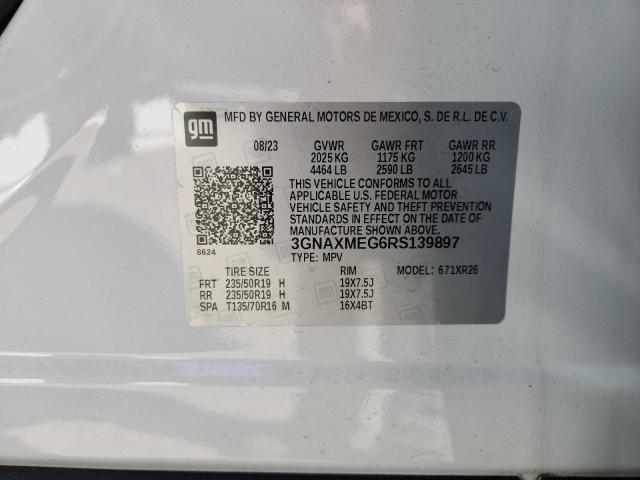 gm MFD BY GENERAL MOTORS DE MEXICO, S. DE R.L. DE C.V.
08/23 GVWR GAWR FRT GAWR RR
2025 KG 1175 KG 1200 KG
4464 LB 2590 LB 2645 LB
THIS VEHICLE CONFORMS TO ALL
APPLICABLE U.S. FEDERAL MOTOR
VEHICLE SAFETY AND THEFT PREVENTION
STANDARDS IN EFFECT ON THE DATE OF
MANUFACTURE SHOWN ABOVE.
8624 3GNAXMEG6RS139897
TYPE: MPV
TIRE SIZE RIM MODEL: 671XR26
FRT 235/50R19 H 19X7.5J
RR 235/50R19 H 19X7.5J
SPA T135/70R16 M 16X4BT